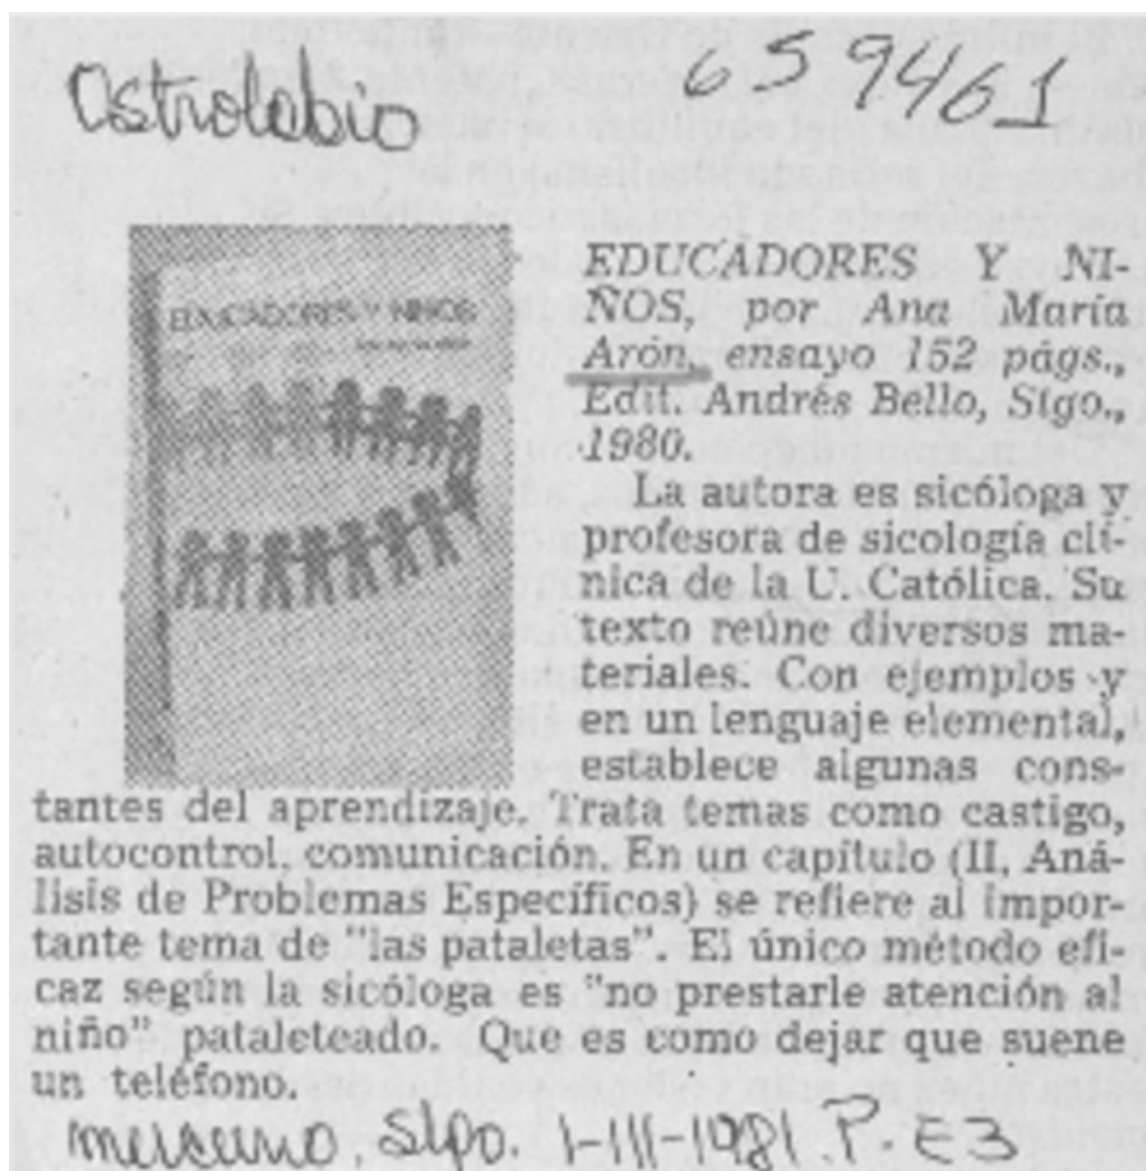 Astrolabio
659461
EDUCADORES Y NIÑOS
EDUCADORES Y NI-
ÑOS, por Ana María
Arón, ensayo 152 págs.,
Edit. Andrés Bello, Stgo.,
1980.
La autora es sicóloga y
profesora de sicología clí-
nica de la U. Católica. Su
texto reúne diversos ma-
teriales. Con ejemplos y
en un lenguaje elemental,
establece algunas cons-
tantes del aprendizaje. Trata temas como castigo,
autocontrol, comunicación. En un capítulo (II, Aná-
lisis de Problemas Específicos) se refiere al impor-
tante tema de "las pataletas". El único método efi-
caz según la sicóloga es "no prestarle atención al
niño" pataleteado. Que es como dejar que suene
un teléfono.
mercurio, stgo. 1-III-1981. P. E3